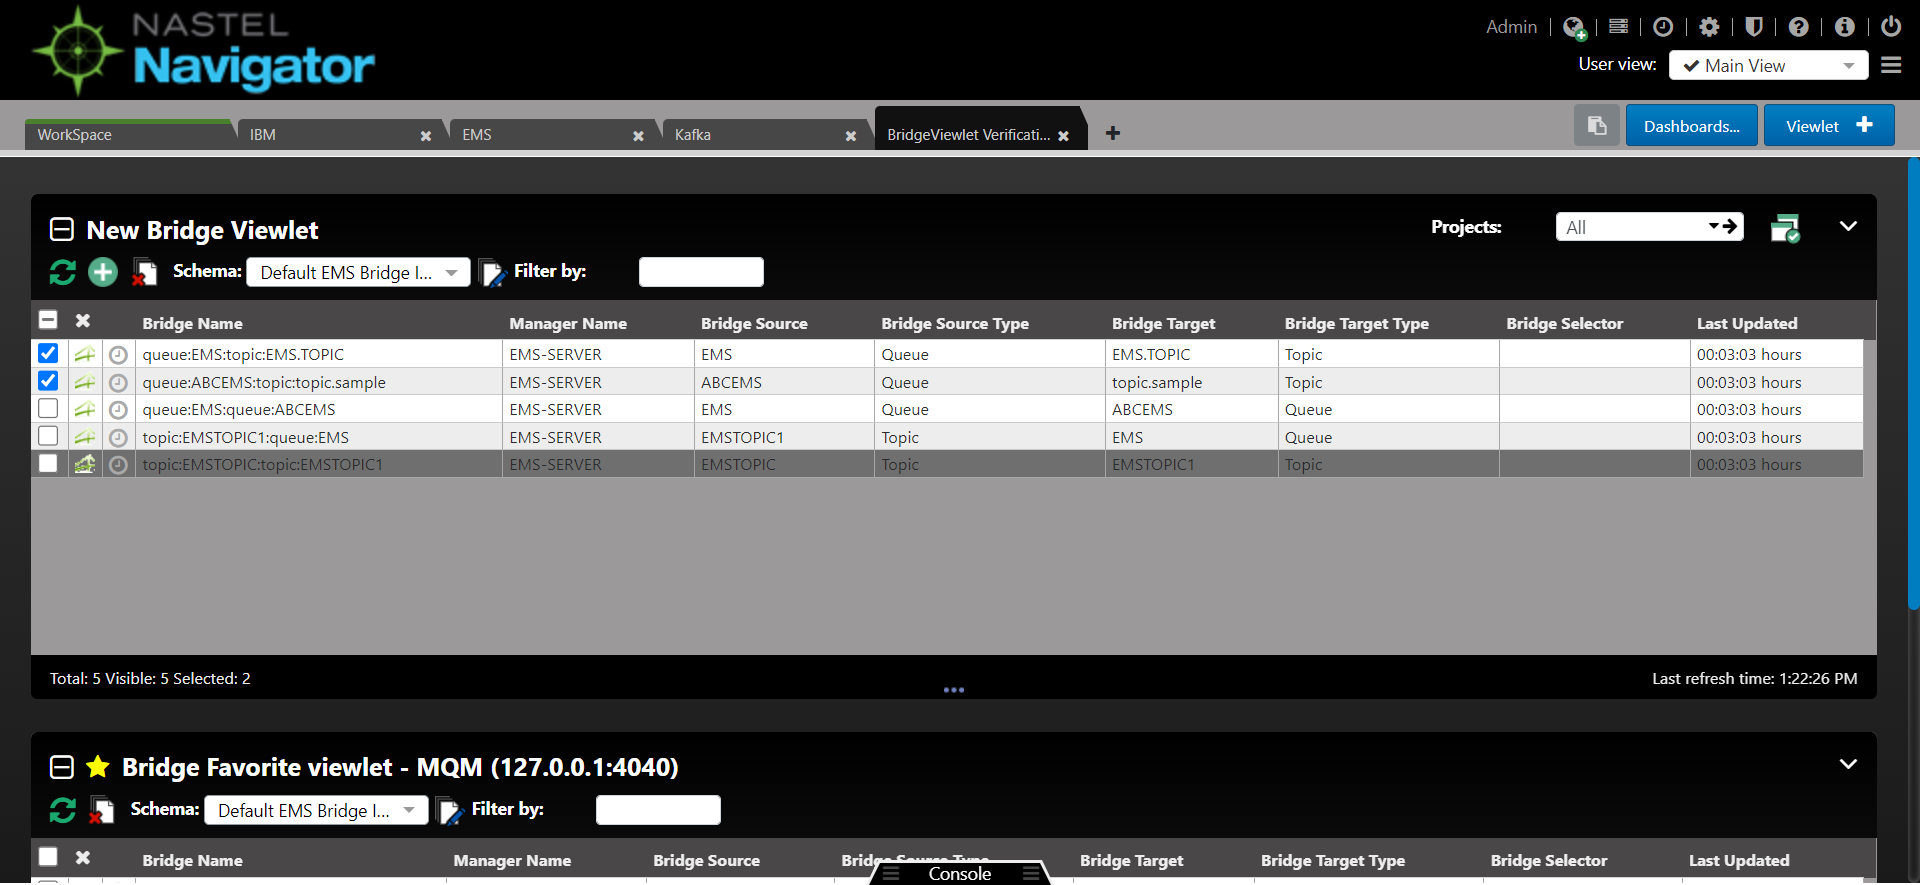 NASTEL
Navigator
Admin
User view: Main View
WorkSpace IBM EMS Kafka BridgeViewlet Verificati...
Dashboards... Viewlet
New Bridge Viewlet
Projects: All
Schema: Default EMS Bridge I... Filter by:
Bridge Name Manager Name Bridge Source Bridge Source Type Bridge Target Bridge Target Type Bridge Selector Last Updated
queue:EMS:topic:EMS.TOPIC EMS-SERVER EMS Queue EMS.TOPIC Topic 00:03:03 hours
queue:ABCEMS:topic:topic.sample EMS-SERVER ABCEMS Queue topic.sample Topic 00:03:03 hours
queue:EMS:queue:ABCEMS EMS-SERVER EMS Queue ABCEMS Queue 00:03:03 hours
topic:EMSTOPIC1:queue:EMS EMS-SERVER EMSTOPIC1 Topic EMS Queue 00:03:03 hours
topic:EMSTOPIC:topic:EMSTOPIC1 EMS-SERVER EMSTOPIC Topic EMSTOPIC1 Topic 00:03:03 hours
Total: 5 Visible: 5 Selected: 2
Last refresh time: 1:22:26 PM
Bridge Favorite viewlet - MQM (127.0.0.1:4040)
Schema: Default EMS Bridge I... Filter by:
Bridge Name Manager Name Bridge Source Bridge Source Type Bridge Target Bridge Target Type Bridge Selector Last Updated
Console